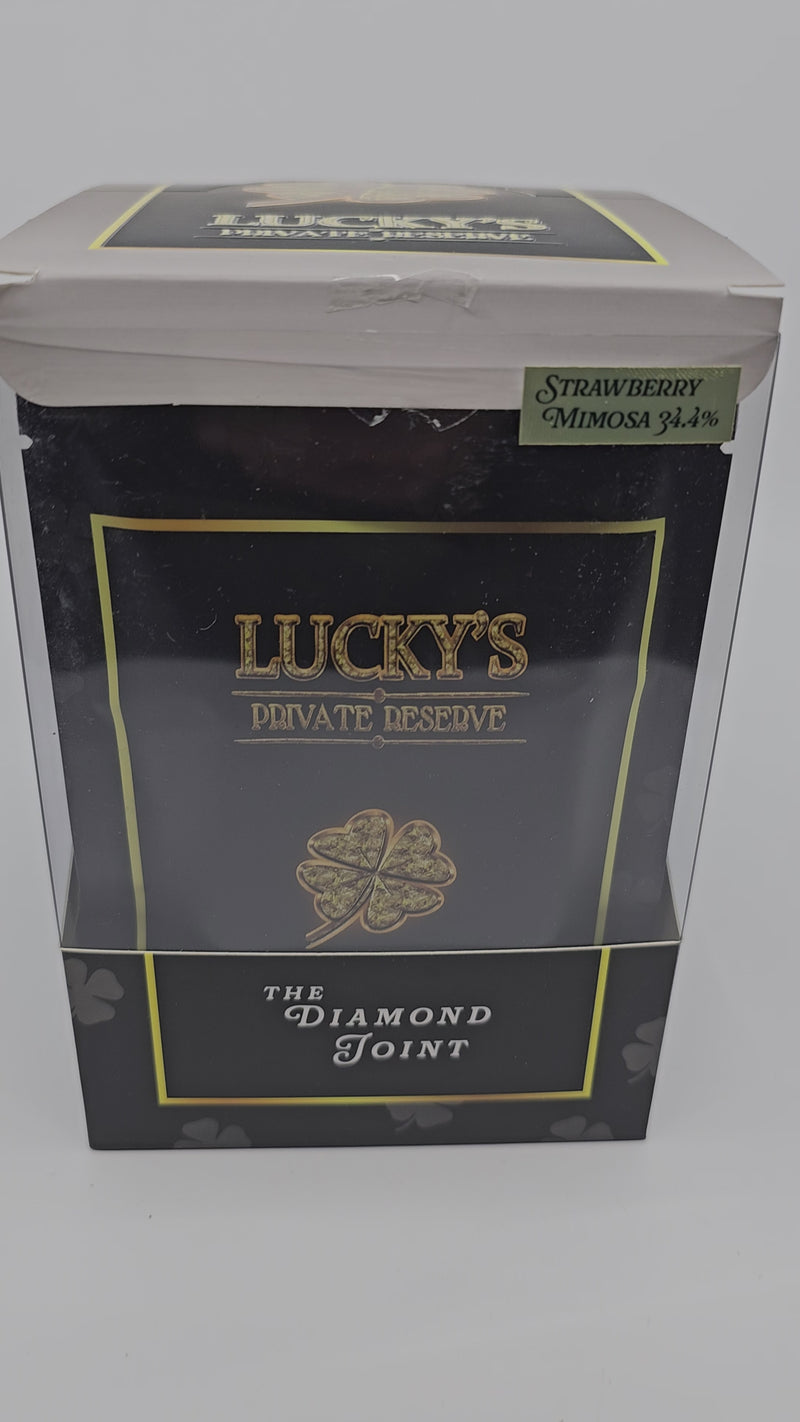 LUCKY'S
PRIVATE RESERVE
STRAWBERRY
MIMOSA 34.4%
LUCKY'S
PRIVATE RESERVE
THE
DIAMOND
JOINT